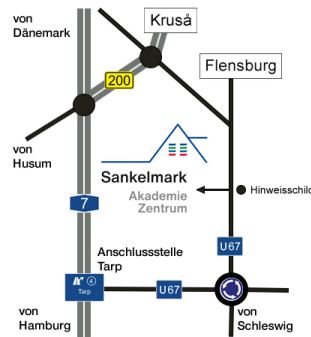 von
Dänemark
Kruså
200
Flensburg
von
Husum
Sankelmark
Akademie
Zentrum
Hinweisschild
7
U67
Anschlussstelle
Tarp
4
Tarp
U67
von
Hamburg
von
Schleswig